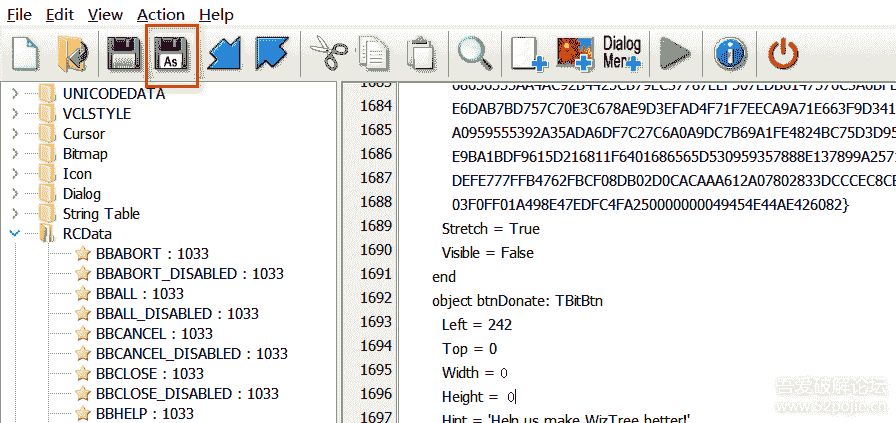 File Edit View Action Help
As
Dialog
Menu
UNICODEDATA
VCLSTYLE
Cursor
Bitmap
Icon
Dialog
String Table
RCData
BBABORT : 1033
BBABORT_DISABLED : 1033
BBALL : 1033
BBALL_DISABLED : 1033
BBCANCEL : 1033
BBCANCEL_DISABLED : 1033
BBCLOSE : 1033
BBCLOSE_DISABLED : 1033
BBHELP : 1033
1684 E6DAB7BD757C70E3C678AE9D3EFAD4F71F7EECA9A71E663F9D341
1685 A0959555392A35ADA6DF7C27C6A0A9DC7B69A1FE4824BC75D3D95
1686 E9BA1BDF9615D216811F6401686565D530959357888E137899A257
1687 DEFE777FFB4762FBCF08DB02D0CACAAA612A07802833DCCCEC8CE
1688 03F0FF01A498E47EDFC4FA250000000049454E44AE426082}
1689 Stretch = True
1690 Visible = False
1691 end
1692 object btnDonate: TBitBtn
1693 Left = 242
1694 Top = 0
1695 Width = 0
1696 Height = 0
1697 Hint = 'Help us make WizTree better!'
吾爱破解论坛
www.52pojie.cn